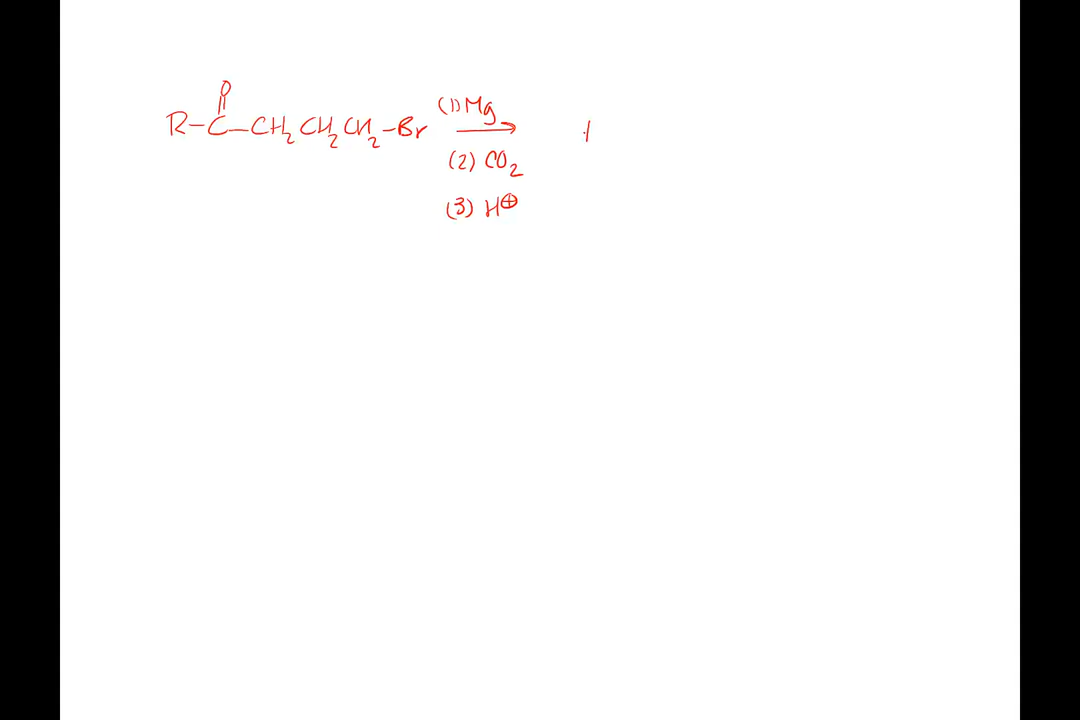 O
R-C-CH2CH2CH2-Br (1) Mg
(2) CO2
(3) H⊕